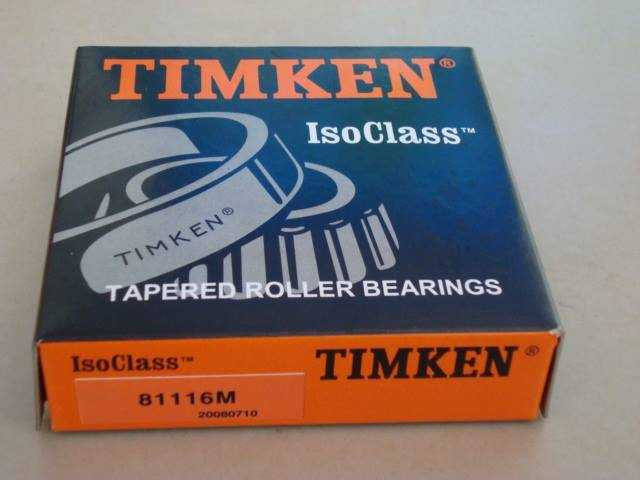 TIMKEN®
IsoClass™
TIMKEN®
TAPERED ROLLER BEARINGS
IsoClass™
TIMKEN®
81116M
20080710